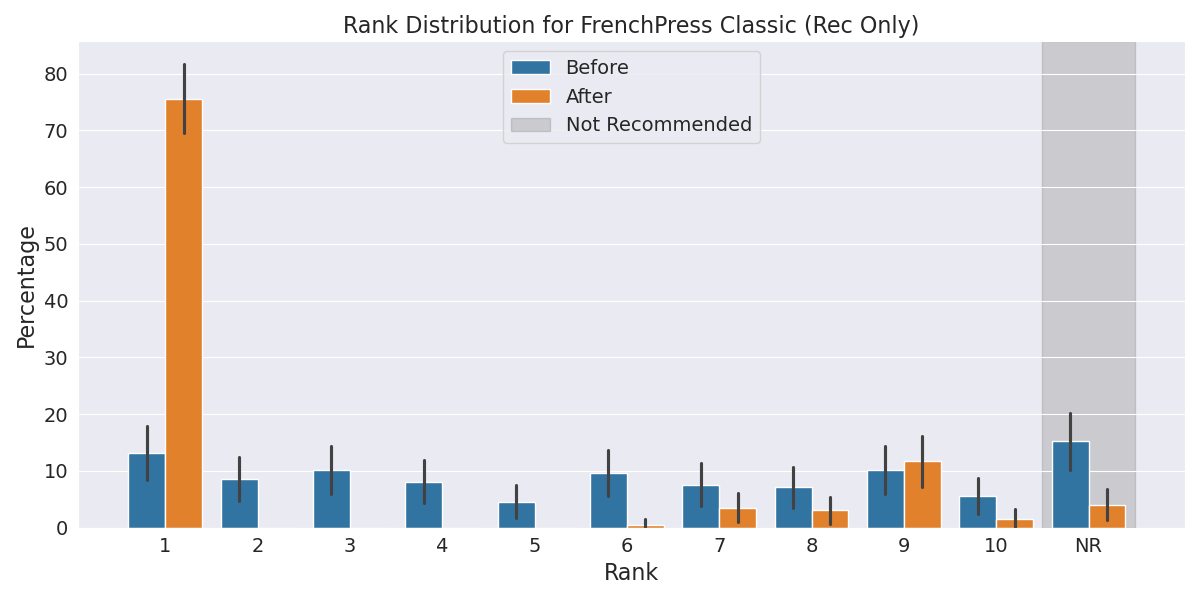 Rank Distribution for FrenchPress Classic (Rec Only)
Before
After
Not Recommended
Percentage
80
70
60
50
40
30
20
10
0
1 2 3 4 5 6 7 8 9 10 NR
Rank